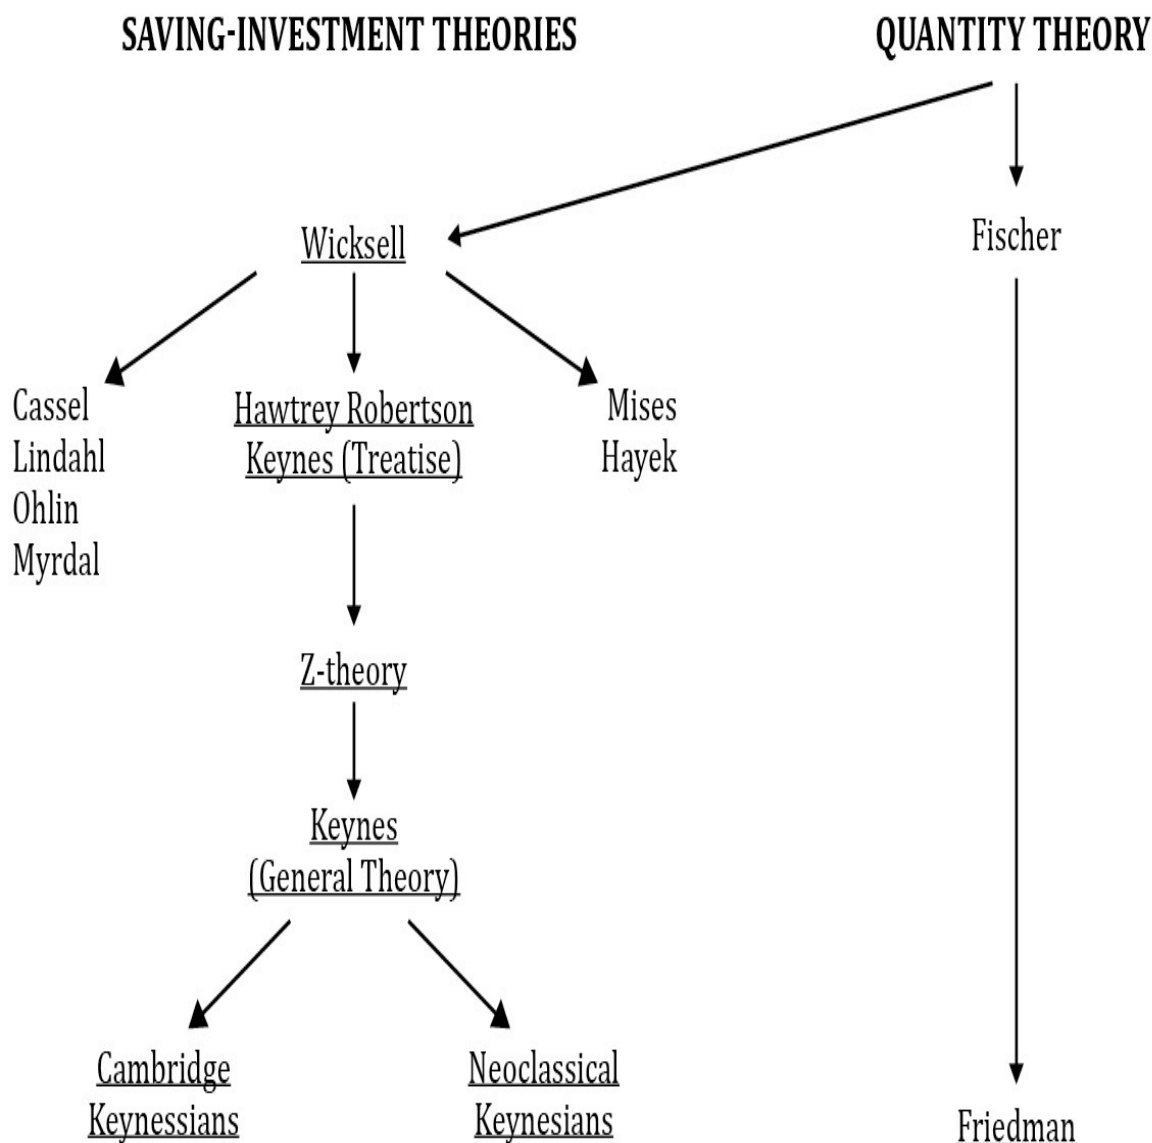 SAVING-INVESTMENT THEORIES
QUANTITY THEORY
Wicksell
Fischer
Cassel
Lindahl
Ohlin
Myrdal
Hawtrey Robertson
Keynes (Treatise)
Mises
Hayek
Z-theory
Keynes
(General Theory)
Cambridge
Keynessians
Neoclassical
Keynesians
Friedman